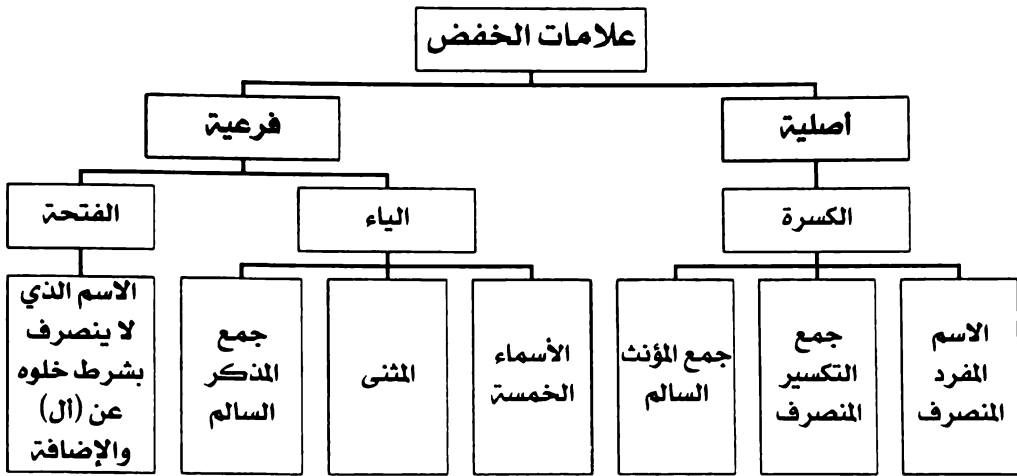 علامات الخفض
أصلية
فرعية
الكسرة
الياء
الفتحة
الاسم
المفرد
المنصرف
جمع
التكسير
المنصرف
جمع المؤنث
السالم
الأسماء
الخمسة
المثنى
جمع
المذكر
السالم
الاسم الذي
لا ينصرف
بشرط خلوه
عن (أل)
والإضافة